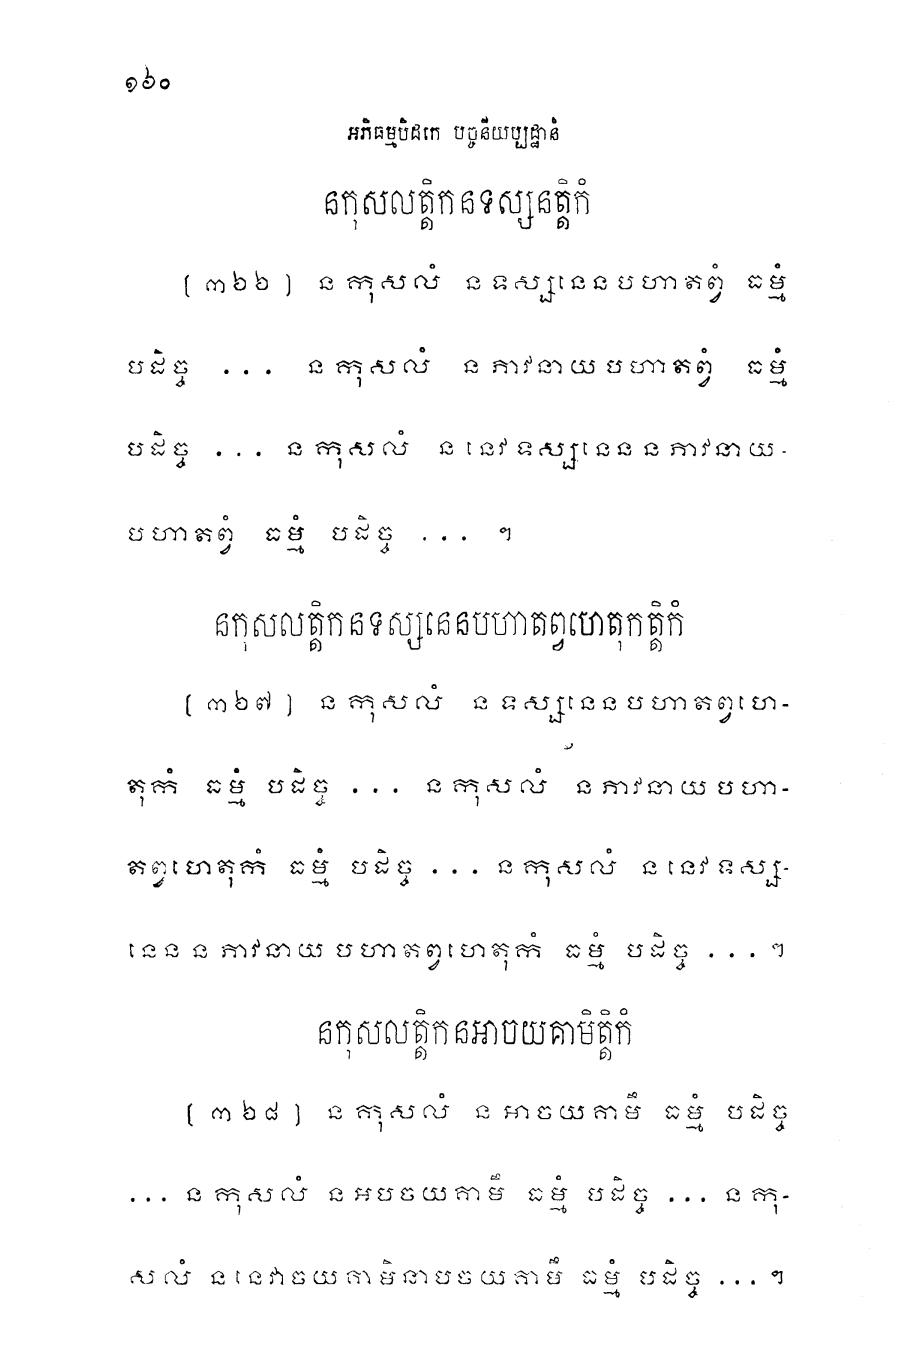 ១៦០
អភិធម្មបិដកេ បច្ចនីយប្បដ្ឋានំ
នកុសលត្តិកនទស្សនត្តិកំ
[៣៦៦] នកុសលំ នទស្សនេនបហាតព្វំ ធម្មំ
បដិច្ច ... នកុសលំ នភាវនាយបហាតព្វំ ធម្មំ
បដិច្ច ... នកុសលំ ននេវទស្សនេននភាវនាយ-
បហាតព្វំ ធម្មំ បដិច្ច ... ។
នកុសលត្តិកនទស្សនេនបហាតព្វហេតុកត្តិកំ
[៣៦៧] នកុសលំ នទស្សនេនបហាតព្វហេ-
តុកំ ធម្មំ បដិច្ច ... នកុសលំ នភាវនាយបហា-
តព្វហេតុកំ ធម្មំ បដិច្ច ... នកុសលំ ននេវទស្ស-
នេននភាវនាយបហាតព្វហេតុកំ ធម្មំ បដិច្ច ... ។
នកុសលត្តិកនអាចយគាមិត្តិកំ
[៣៦៨] នកុសលំ នអាចយគាមឹ ធម្មំ បដិច្ច
... នកុសលំ នអបចយគាមឹ ធម្មំ បដិច្ច ... នកុ-
សលំ ននេវាចយគាមិនាបចយគាមឹ ធម្មំ បដិច្ច ... ។